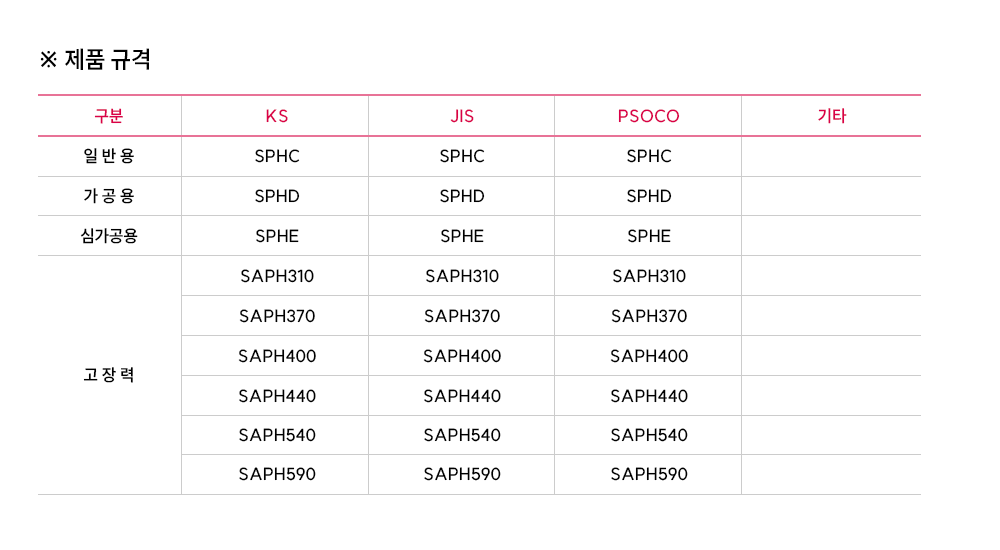 ※ 제품 규격
구분 KS JIS PSOCO 기타
일 반 용 SPHC SPHC SPHC
가 공 용 SPHD SPHD SPHD
심가공용 SPHE SPHE SPHE
고 장 력 SAPH310 SAPH310 SAPH310
SAPH370 SAPH370 SAPH370
SAPH400 SAPH400 SAPH400
SAPH440 SAPH440 SAPH440
SAPH540 SAPH540 SAPH540
SAPH590 SAPH590 SAPH590